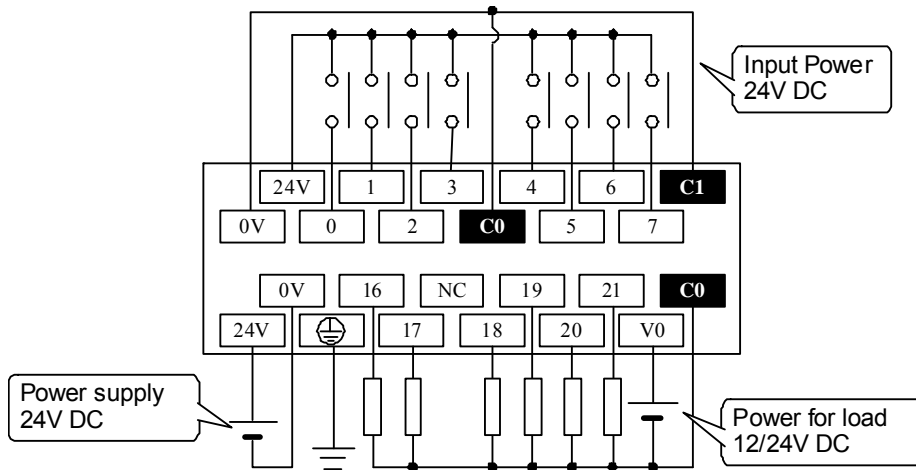 Input Power
24V DC
24V 1 3 4 6 C1
0V 0 2 C0 5 7
0V 16 NC 19 21 C0
24V 17 18 20 V0
Power supply
24V DC
Power for load
12/24V DC